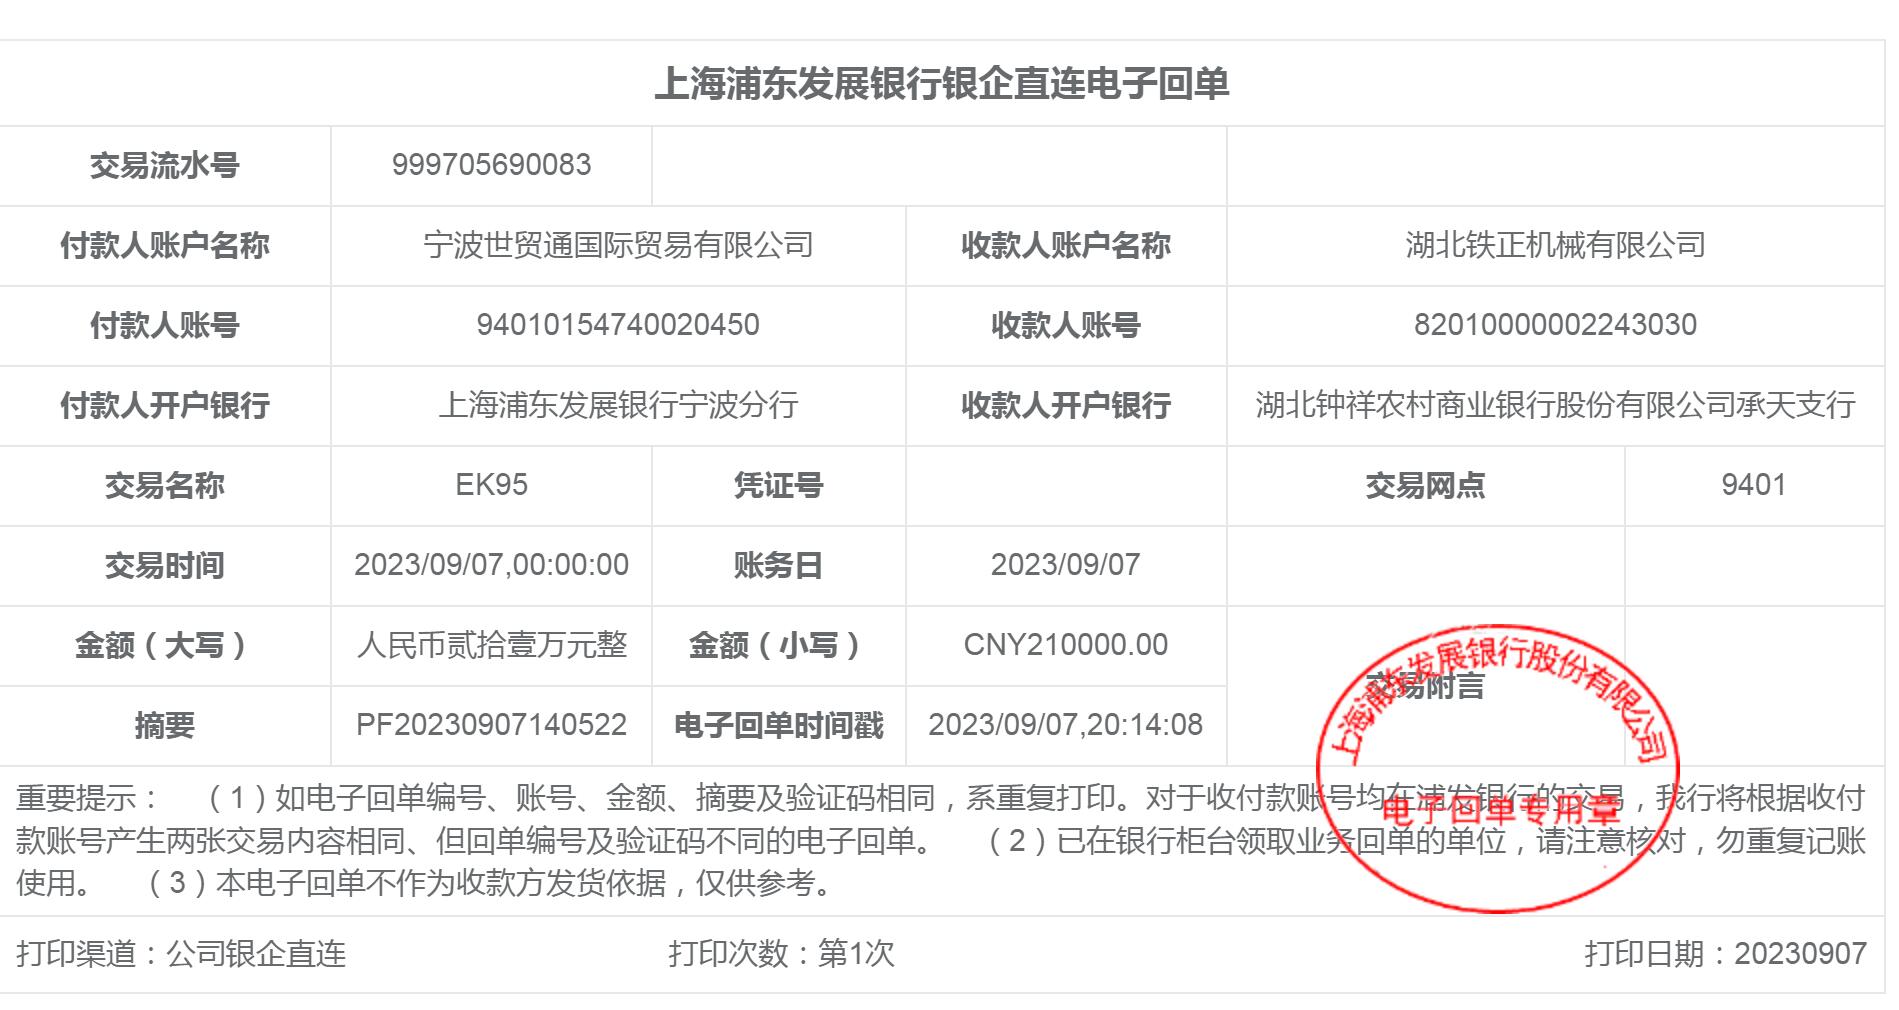 上海浦东发展银行银企直连电子回单
交易流水号 999705690083
付款人账户名称 宁波世贸通国际贸易有限公司 收款人账户名称 湖北铁正机械有限公司
付款人账号 94010154740020450 收款人账号 82010000002243030
付款人开户银行 上海浦东发展银行宁波分行 收款人开户银行 湖北钟祥农村商业银行股份有限公司承天支行
交易名称 EK95 凭证号 交易网点 9401
交易时间 2023/09/07,00:00:00 账务日 2023/09/07
金额（大写） 人民币贰拾壹万元整 金额（小写） CNY210000.00
交易附言
摘要 PF20230907140522 电子回单时间戳 2023/09/07,20:14:08
上海浦东发展银行股份有限公司
电子回单专用章
重要提示： （1）如电子回单编号、账号、金额、摘要及验证码相同，系重复打印。对于收付款账号均在浦发银行的交易，我行将根据收付
款账号产生两张交易内容相同、但回单编号及验证码不同的电子回单。 （2）已在银行柜台领取业务回单的单位，请注意核对，勿重复记账
使用。 （3）本电子回单不作为收款方发货依据，仅供参考。
打印渠道：公司银企直连 打印次数：第1次 打印日期：20230907